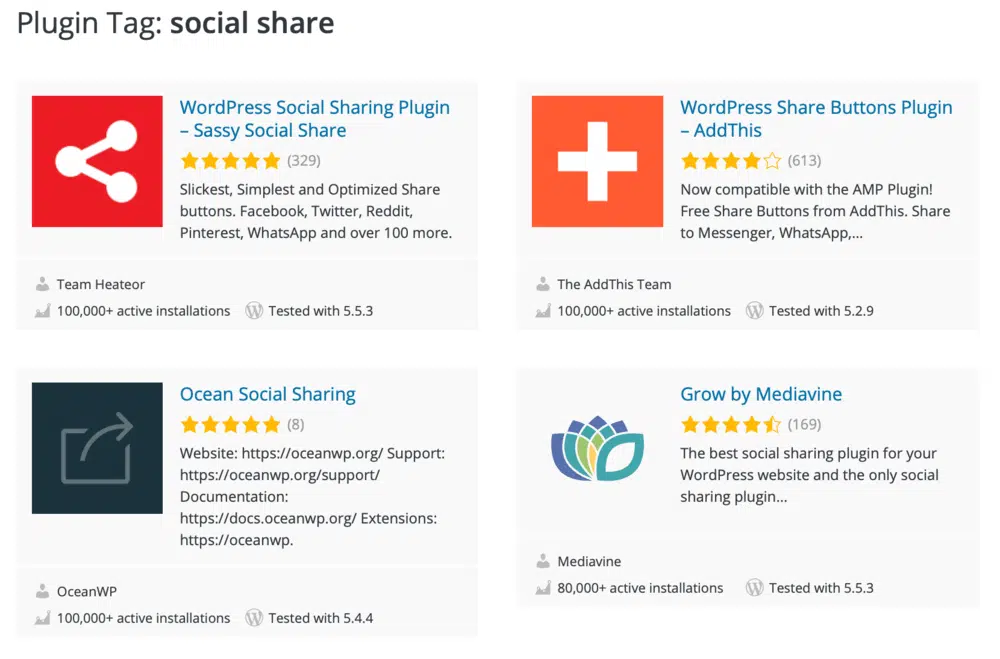 Plugin Tag: social share
WordPress Social Sharing Plugin
– Sassy Social Share
(329)
Slickest, Simplest and Optimized Share
buttons. Facebook, Twitter, Reddit,
Pinterest, WhatsApp and over 100 more.
Team Heateor
100,000+ active installations
Tested with 5.5.3
WordPress Share Buttons Plugin
– AddThis
(613)
Now compatible with the AMP Plugin!
Free Share Buttons from AddThis. Share
to Messenger, WhatsApp,...
The AddThis Team
100,000+ active installations
Tested with 5.2.9
Ocean Social Sharing
(8)
Website: https://oceanwp.org/ Support:
https://oceanwp.org/support/
Documentation:
https://docs.oceanwp.org/ Extensions:
https://oceanwp.
OceanWP
100,000+ active installations
Tested with 5.4.4
Grow by Mediavine
(169)
The best social sharing plugin for your
WordPress website and the only social
sharing plugin...
Mediavine
80,000+ active installations
Tested with 5.5.3